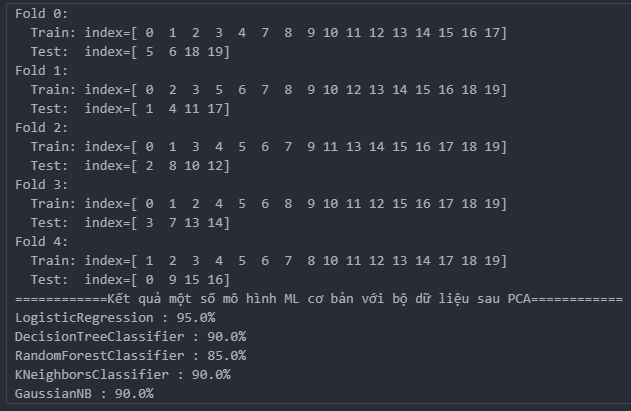 Fold 0:
  Train: index=[ 0  1  2  3  4  7  8  9 10 11 12 13 14 15 16 17]
  Test:  index=[ 5  6 18 19]
Fold 1:
  Train: index=[ 0  2  3  5  6  7  8  9 10 12 13 14 15 16 18 19]
  Test:  index=[ 1  4 11 17]
Fold 2:
  Train: index=[ 0  1  3  4  5  6  7  9 11 13 14 15 16 17 18 19]
  Test:  index=[ 2  8 10 12]
Fold 3:
  Train: index=[ 0  1  2  4  5  6  8  9 10 11 12 15 16 17 18 19]
  Test:  index=[ 3  7 13 14]
Fold 4:
  Train: index=[ 1  2  3  4  5  6  7  8 10 11 12 13 14 17 18 19]
  Test:  index=[ 0  9 15 16]
============Kết quả một số mô hình ML cơ bản với bộ dữ liệu sau PCA============
LogisticRegression : 95.0%
DecisionTreeClassifier : 90.0%
RandomForestClassifier : 85.0%
KNeighborsClassifier : 90.0%
GaussianNB : 90.0%